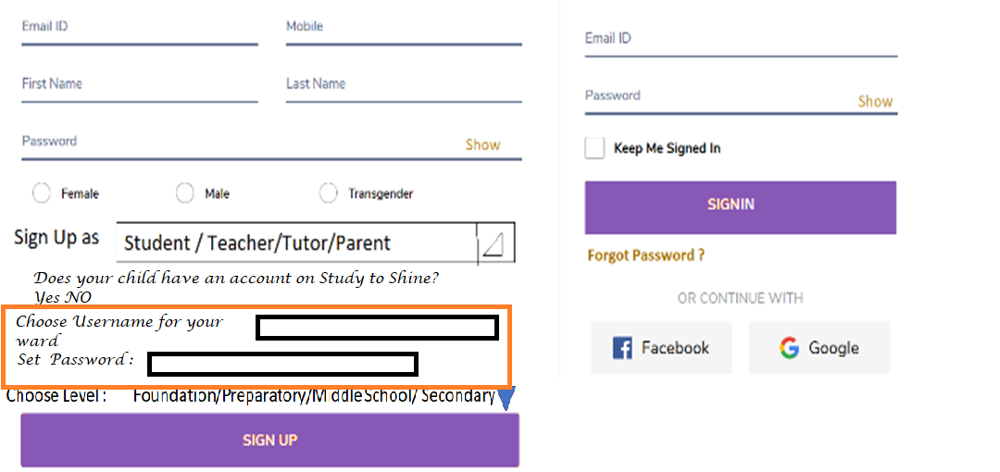 Email ID
Mobile
First Name
Last Name
Password
Show
Female
Male
Transgender
Sign Up as
Student / Teacher/Tutor/Parent
Does your child have an account on Study to Shine?
Yes NO
Choose Username for your
ward
Set Password :
Choose Level : Foundation/Preparatory/MiddleSchool/ Secondary
SIGN UP
Email ID
Password
Show
Keep Me Signed In
SIGNIN
Forgot Password ?
OR CONTINUE WITH
Facebook
Google